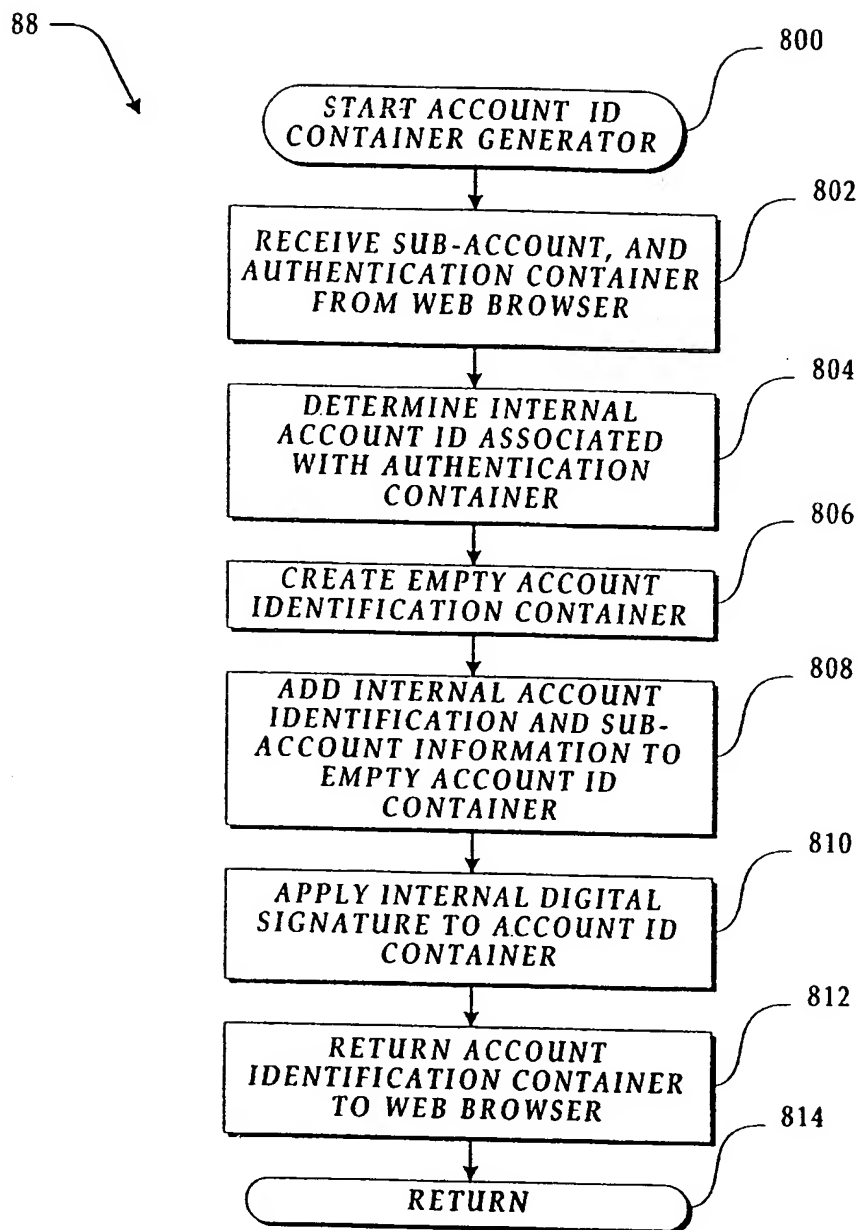 88
800
START ACCOUNT ID
CONTAINER GENERATOR
802
RECEIVE SUB-ACCOUNT, AND
AUTHENTICATION CONTAINER
FROM WEB BROWSER
804
DETERMINE INTERNAL
ACCOUNT ID ASSOCIATED
WITH AUTHENTICATION
CONTAINER
806
CREATE EMPTY ACCOUNT
IDENTIFICATION CONTAINER
808
ADD INTERNAL ACCOUNT
IDENTIFICATION AND SUB-
ACCOUNT INFORMATION TO
EMPTY ACCOUNT ID
CONTAINER
810
APPLY INTERNAL DIGITAL
SIGNATURE TO ACCOUNT ID
CONTAINER
812
RETURN ACCOUNT
IDENTIFICATION CONTAINER
TO WEB BROWSER
814
RETURN